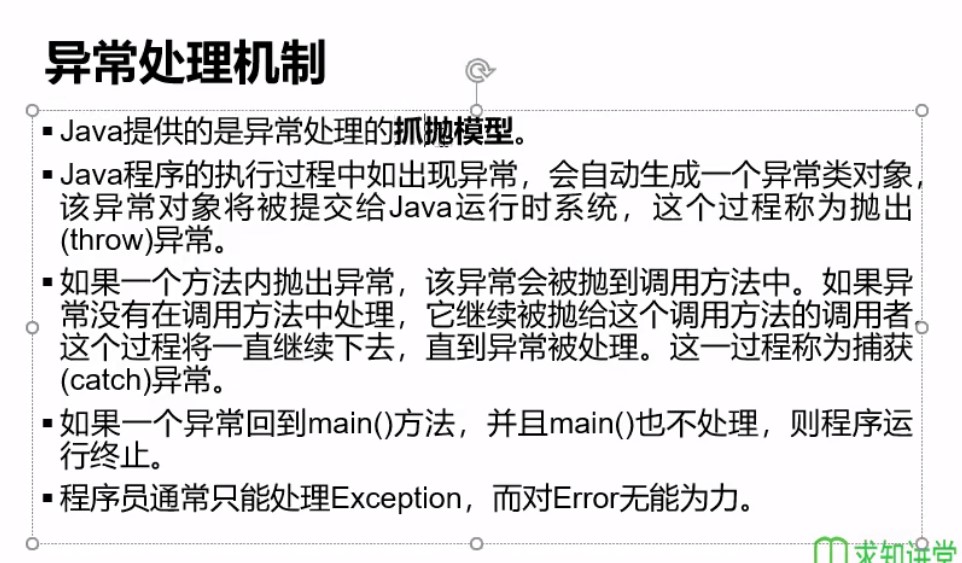 异常处理机制
▪ Java提供的是异常处理的抓抛模型。
▪ Java程序的执行过程中如出现异常，会自动生成一个异常类对象，
该异常对象将被提交给Java运行时系统，这个过程称为抛出
(throw)异常。
▪ 如果一个方法内抛出异常，该异常会被抛到调用方法中。如果异
常没有在调用方法中处理，它继续被抛给这个调用方法的调用者，
这个过程将一直继续下去，直到异常被处理。这一过程称为捕获
(catch)异常。
▪ 如果一个异常回到main()方法，并且main()也不处理，则程序运
行终止。
▪ 程序员通常只能处理Exception，而对Error无能为力。
求知讲堂